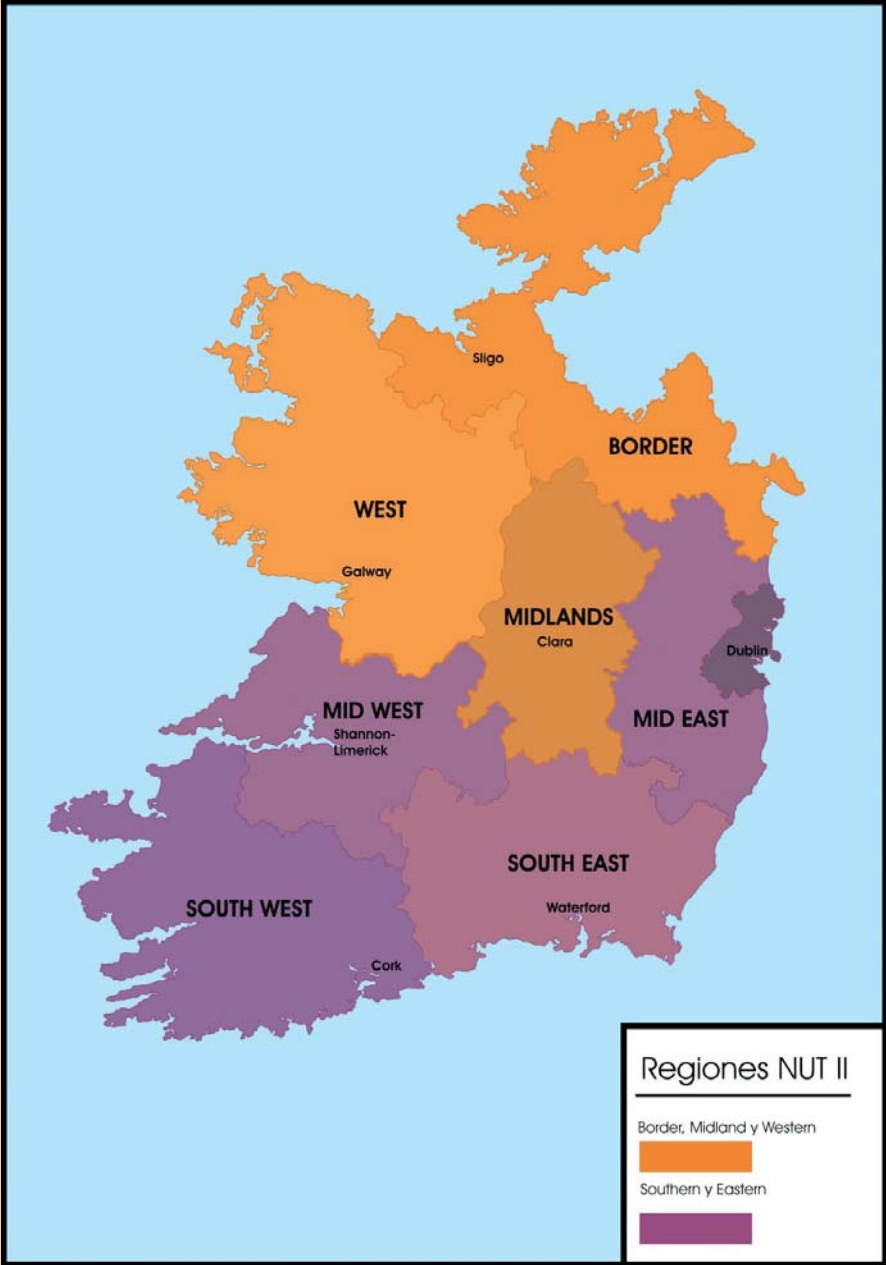 Sligo
BORDER
WEST
Galway
MIDLANDS
Clara
Dublin
MID WEST
Shannon-
Limerick
MID EAST
SOUTH EAST
Waterford
SOUTH WEST
Cork
Regiones NUT II
Border, Midland y Western
Southern y Eastern